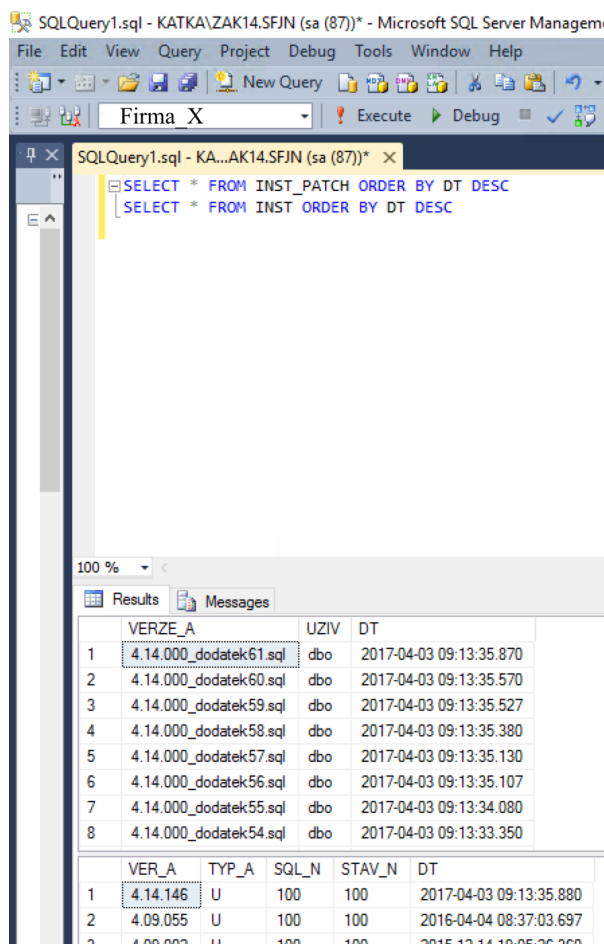 SQLQuery1.sql - KATKA\ZAK14.SFJN (sa (87))* - Microsoft SQL Server Managem
File Edit View Query Project Debug Tools Window Help
New Query
Firma_X Execute Debug
SQLQuery1.sql - KA...AK14.SFJN (sa (87))*
SELECT * FROM INST_PATCH ORDER BY DT DESC
SELECT * FROM INST ORDER BY DT DESC
100 %
Results Messages
VERZE_A UZIV DT
1 4.14.000_dodatek61.sql dbo 2017-04-03 09:13:35.870
2 4.14.000_dodatek60.sql dbo 2017-04-03 09:13:35.570
3 4.14.000_dodatek59.sql dbo 2017-04-03 09:13:35.527
4 4.14.000_dodatek58.sql dbo 2017-04-03 09:13:35.380
5 4.14.000_dodatek57.sql dbo 2017-04-03 09:13:35.130
6 4.14.000_dodatek56.sql dbo 2017-04-03 09:13:35.107
7 4.14.000_dodatek55.sql dbo 2017-04-03 09:13:34.080
8 4.14.000_dodatek54.sql dbo 2017-04-03 09:13:33.350
VER_A TYP_A SQL_N STAV_N DT
1 4.14.146 U 100 100 2017-04-03 09:13:35.880
2 4.09.055 U 100 100 2016-04-04 08:37:03.697
U 100 100